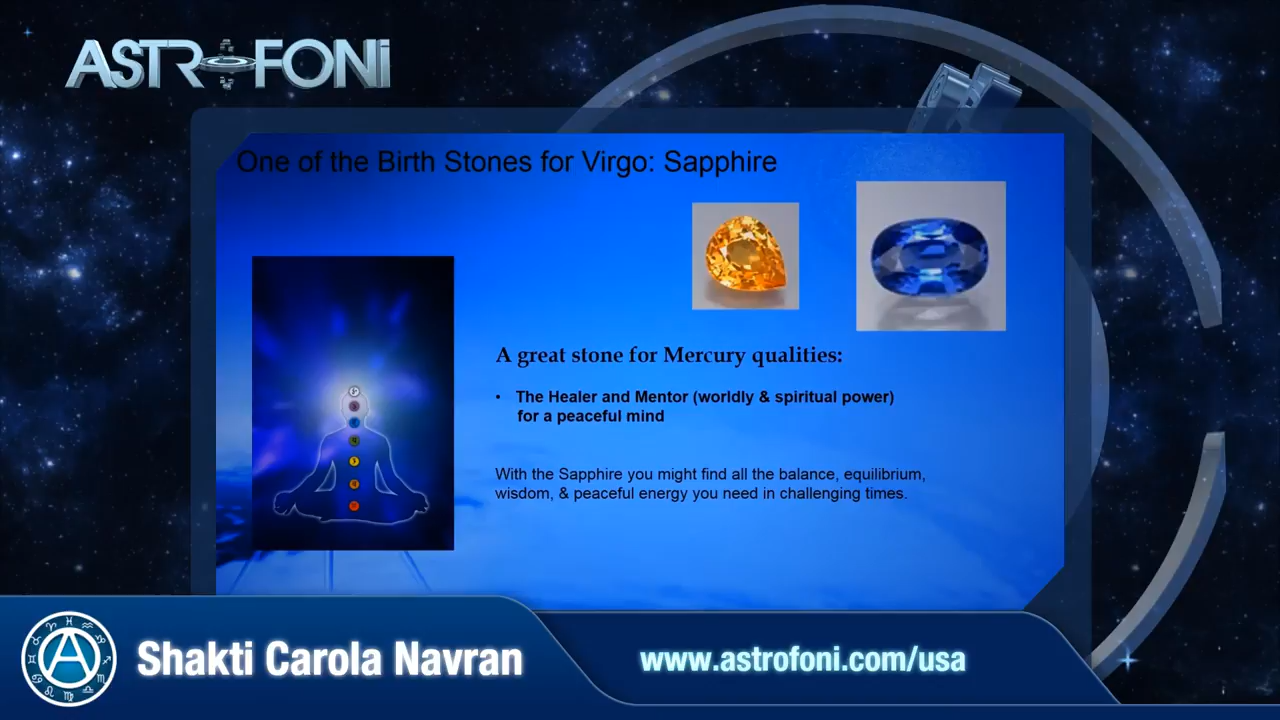 ASTROFONi
One of the Birth Stones for Virgo: Sapphire
A great stone for Mercury qualities:
• The Healer and Mentor (worldly & spiritual power)
for a peaceful mind
With the Sapphire you might find all the balance, equilibrium,
wisdom, & peaceful energy you need in challenging times.
Shakti Carola Navran
www.astrofoni.com/usa